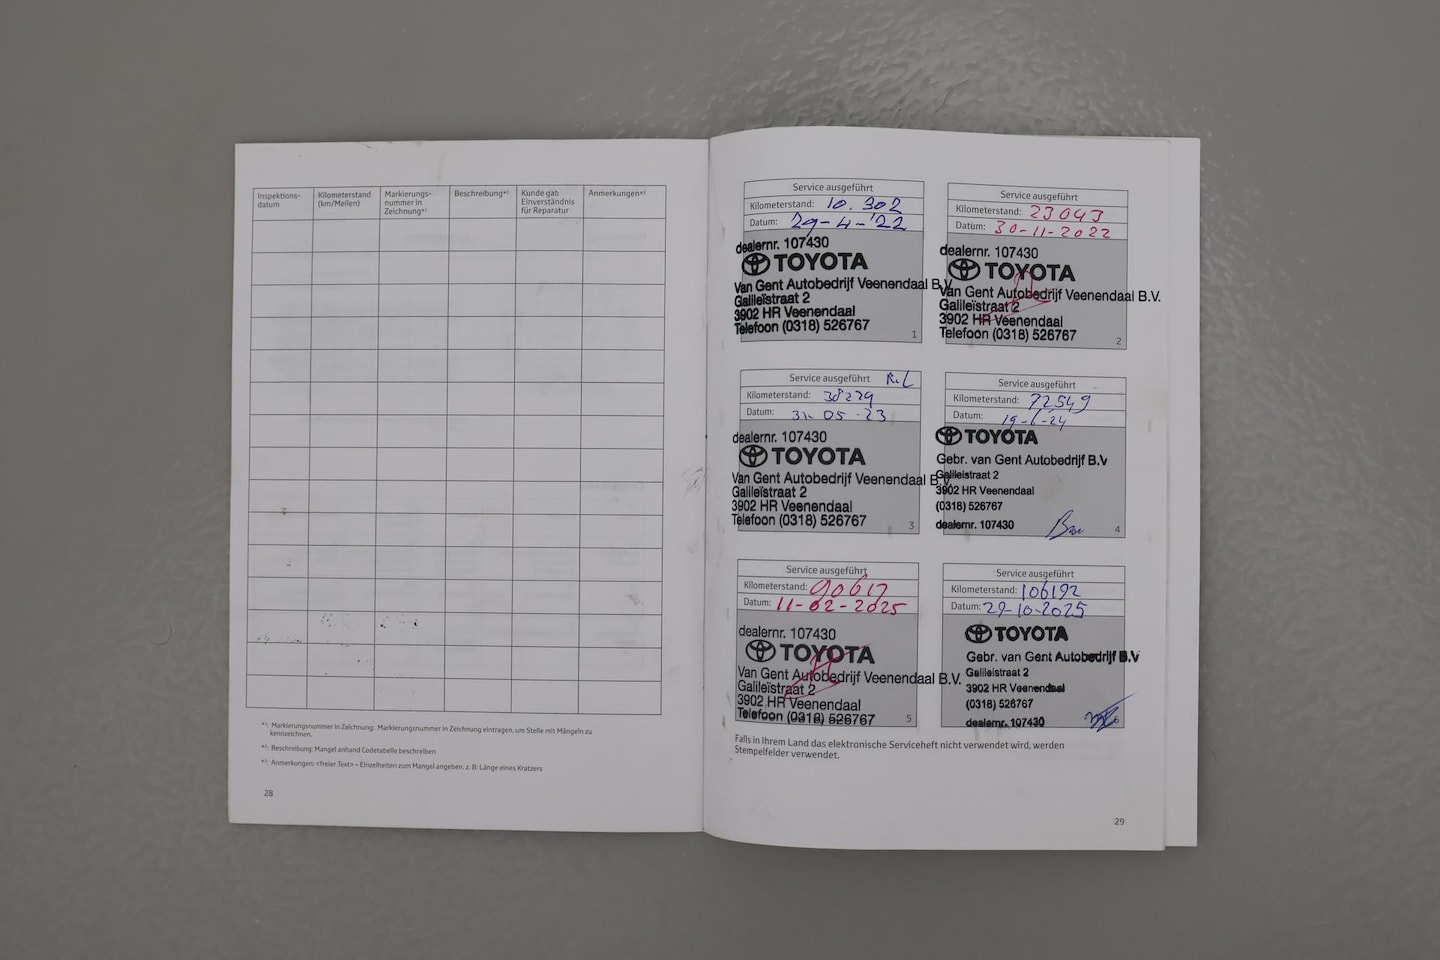 Inspektions-
datum
Kilometerstand
(km/Meilen)
Markierungs-
nummer in
Zeichnung*¹⁾
Beschreibung*²⁾
Kunde gab
Einverständnis
für Reparatur
Anmerkungen*³⁾
*¹⁾: Markierungsnummer in Zeichnung: Markierungsnummer in Zeichnung eintragen, um Stelle mit Mängeln zu
kennzeichnen.
*²⁾: Beschreibung: Mangel anhand Codetabelle beschreiben
*³⁾: Anmerkungen: <freier Text> – Einzelheiten zum Mangel angeben. z. B: Länge eines Kratzers
28
Service ausgeführt
Kilometerstand: 10.302
Datum: 29-4-'22
dealernr. 107430
TOYOTA
Van Gent Autobedrijf Veenendaal B.V.
Galileïstraat 2
3902 HR Veenendaal
Telefoon (0318) 526767
1
Service ausgeführt
Kilometerstand: 23043
Datum: 30-11-2022
dealernr. 107430
TOYOTA
Van Gent Autobedrijf Veenendaal B.V.
Galileïstraat 2
3902 HR Veenendaal
Telefoon (0318) 526767
2
Service ausgeführt
Kilometerstand: 38279
Datum: 31-05-23
dealernr. 107430
TOYOTA
Van Gent Autobedrijf Veenendaal B.V.
Galileïstraat 2
3902 HR Veenendaal
Telefoon (0318) 526767
3
Service ausgeführt
Kilometerstand: 72549
Datum: 19-6-24
TOYOTA
Gebr. van Gent Autobedrijf B.V
Galileistraat 2
3902 HR Veenendaal
(0318) 526767
dealernr. 107430
4
Service ausgeführt
Kilometerstand: 90617
Datum: 11-02-2025
dealernr. 107430
TOYOTA
Van Gent Autobedrijf Veenendaal B.V.
Galileïstraat 2
3902 HR Veenendaal
Telefoon (0318) 526767
5
Service ausgeführt
Kilometerstand: 106192
Datum: 29-10-2025
TOYOTA
Gebr. van Gent Autobedrijf B.V
Galileistraat 2
3902 HR Veenendaal
(0318) 526767
dealernr. 107430
6
Falls in Ihrem Land das elektronische Serviceheft nicht verwendet wird, werden
Stempelfelder verwendet.
29